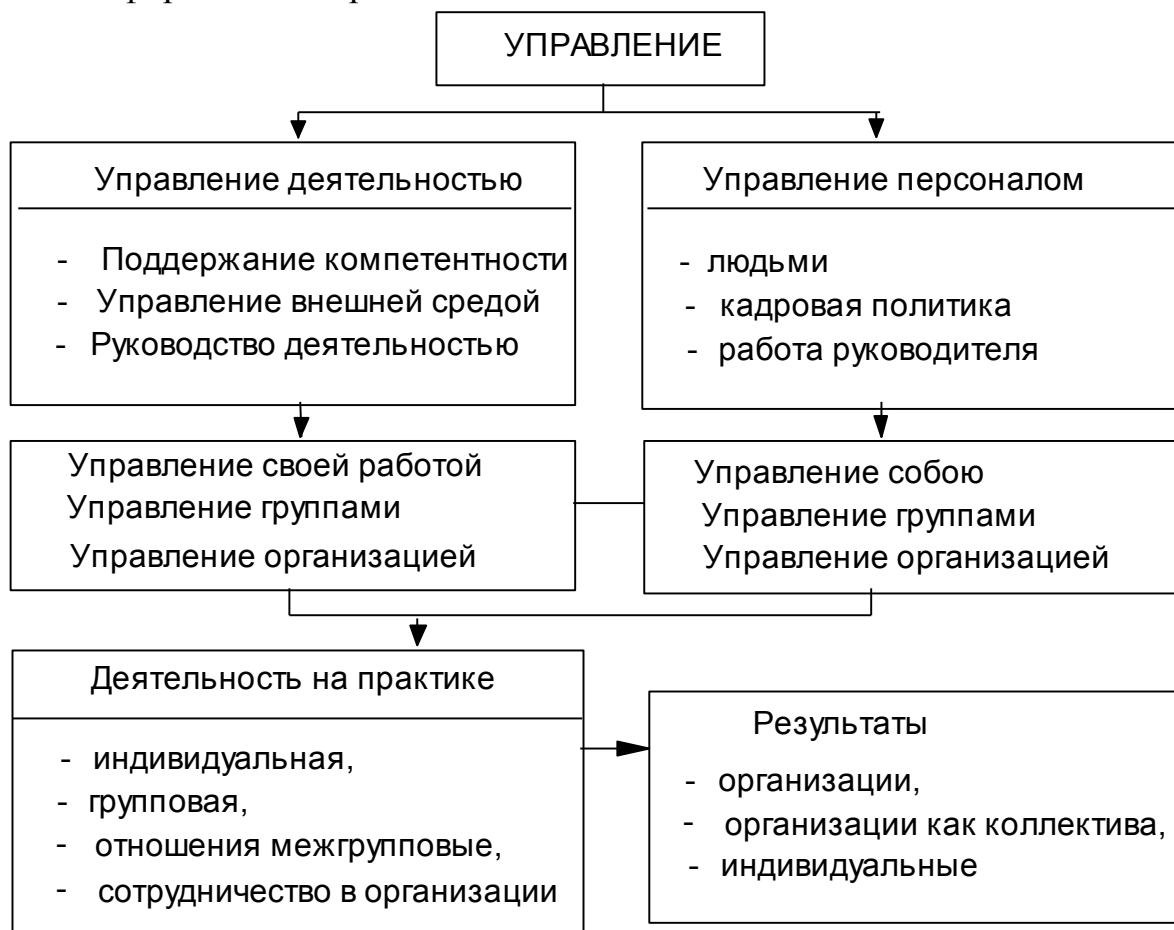 УПРАВЛЕНИЕ
Управление деятельностью
- Поддержание компетентности
- Управление внешней средой
- Руководство деятельностью
Управление персоналом
- людьми
- кадровая политика
- работа руководителя
Управление своей работой
Управление группами
Управление организацией
Управление собою
Управление группами
Управление организацией
Деятельность на практике
- индивидуальная,
- групповая,
- отношения межгрупповые,
- сотрудничество в организации
Результаты
- организации,
- организации как коллектива,
- индивидуальные